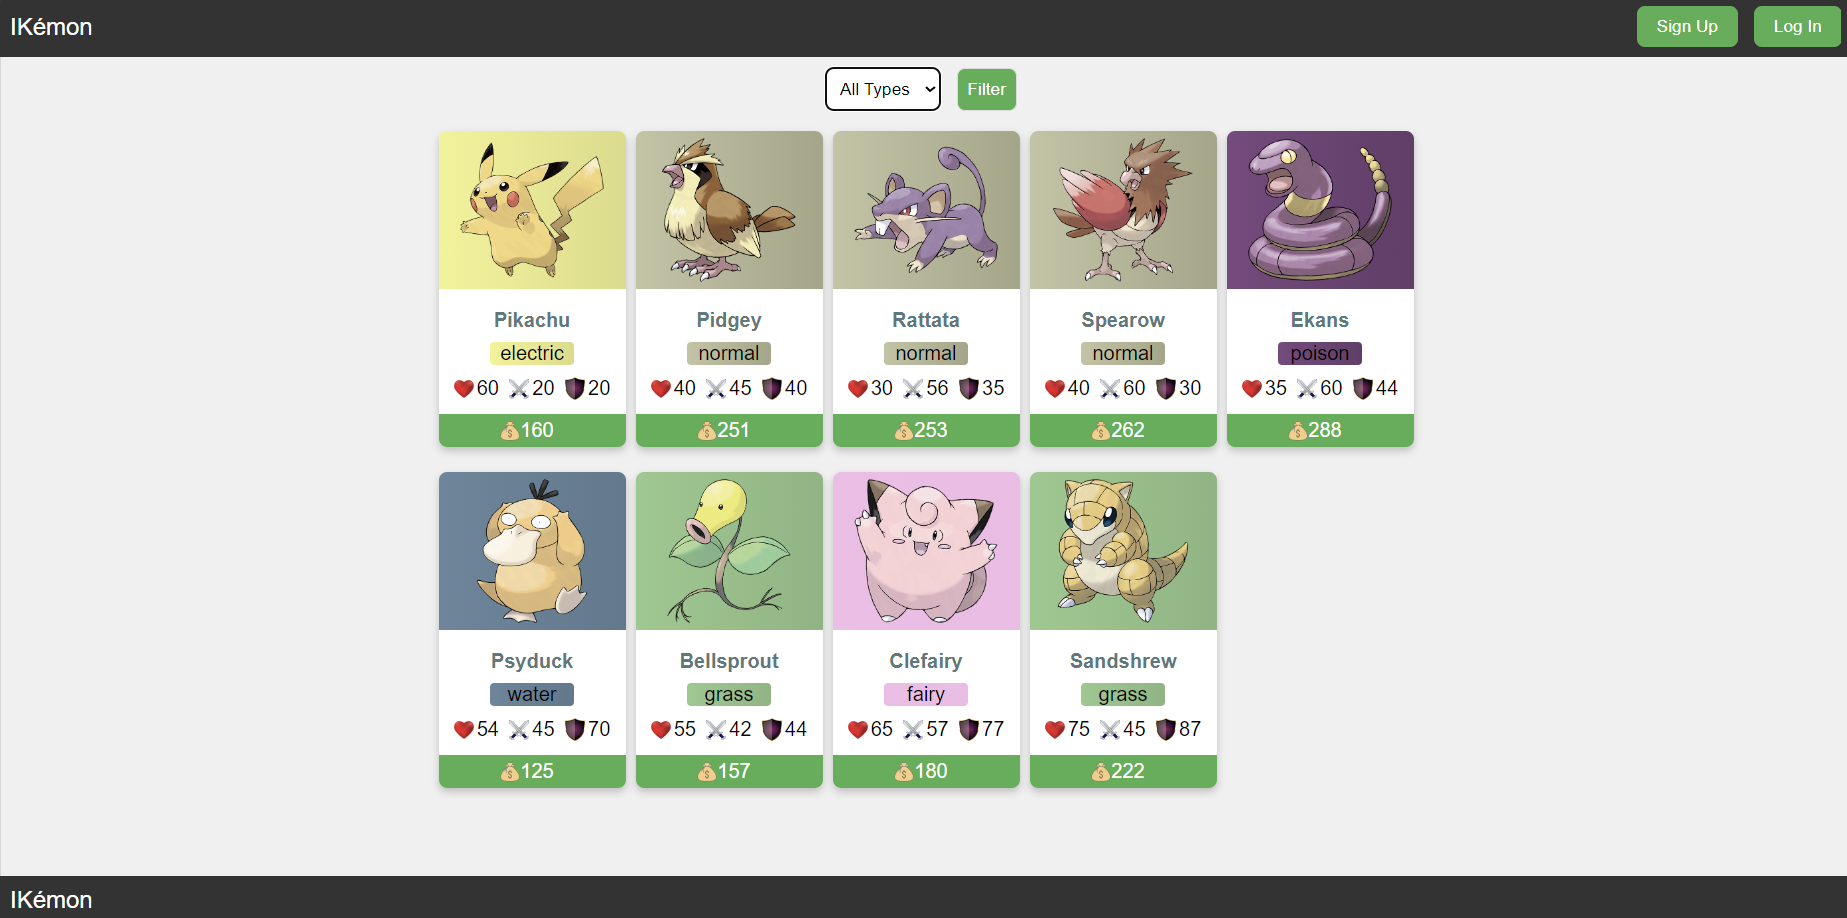 IKémon Sign Up Log In
All Types Filter
Pikachu Pidgey Rattata Spearow Ekans
electric normal normal normal poison
60 20 20 40 45 40 30 56 35 40 60 30 35 60 44
160 251 253 262 288
Psyduck Bellsprout Clefairy Sandshrew
water grass fairy grass
54 45 70 55 42 44 65 57 77 75 45 87
125 157 180 222
IKémon